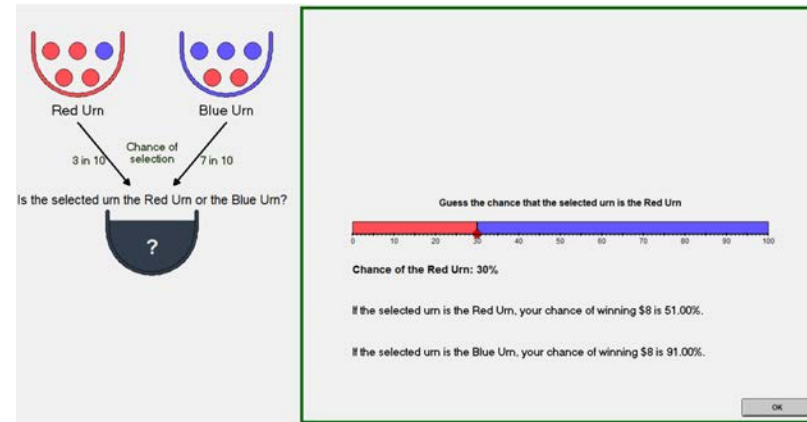 Red Urn
Blue Urn
Chance of
selection
3 in 10
7 in 10
Is the selected urn the Red Urn or the Blue Urn?
?
Guess the chance that the selected urn is the Red Urn
0 10 20 30 40 50 60 70 80 90 100
Chance of the Red Urn: 30%
If the selected urn is the Red Urn, your chance of winning $8 is 51.00%.
If the selected urn is the Blue Urn, your chance of winning $8 is 91.00%.
OK